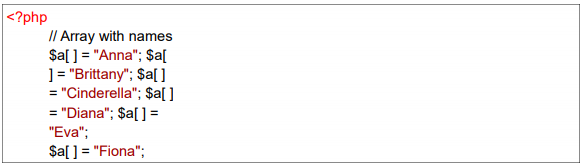 <?php
// Array with names
$a[ ] = "Anna"; $a[
] = "Brittany"; $a[ ]
= "Cinderella"; $a[ ]
= "Diana"; $a[ ] =
"Eva";
$a[ ] = "Fiona";